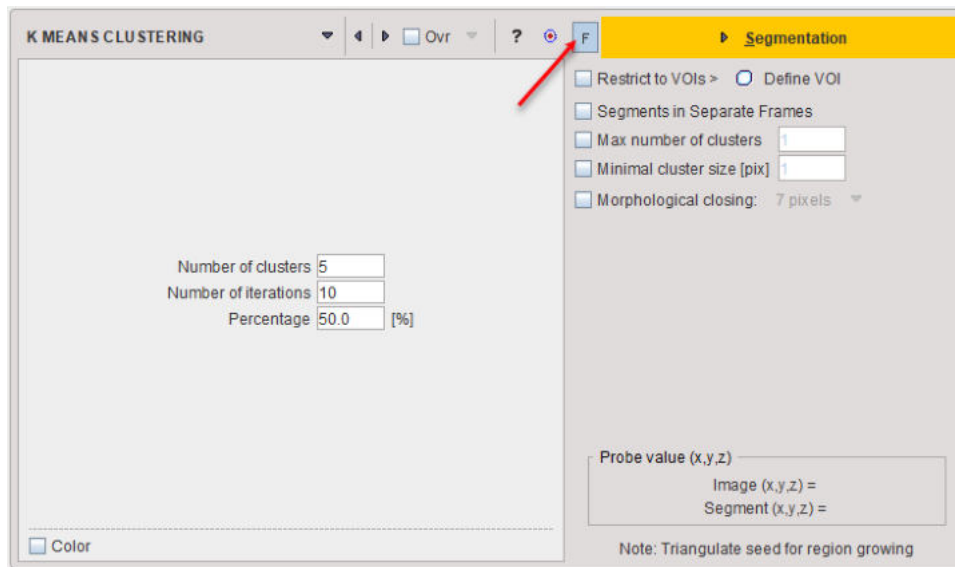 K MEANS CLUSTERING Ovr ? F Segmentation
Restrict to VOIs > Define VOI
Segments in Separate Frames
Max number of clusters 1
Minimal cluster size [pix] 1
Morphological closing: 7 pixels
Number of clusters 5
Number of iterations 10
Percentage 50.0 [%]
Probe value (x,y,z)
Image (x,y,z) =
Segment (x,y,z) =
Color
Note: Triangulate seed for region growing